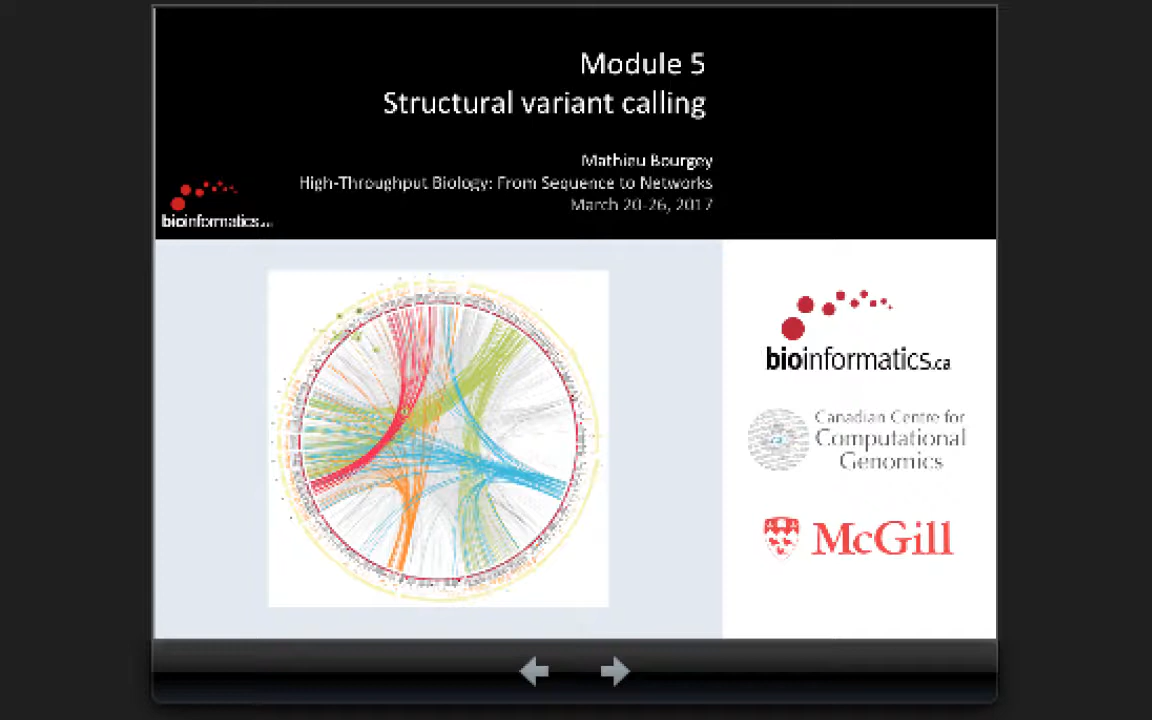 Module 5
Structural variant calling
Mathieu Bourgey
High-Throughput Biology: From Sequence to Networks
March 20-26, 2017
bioinformatics.ca
bioinformatics.ca
Canadian Centre for
Computational
Genomics
McGill